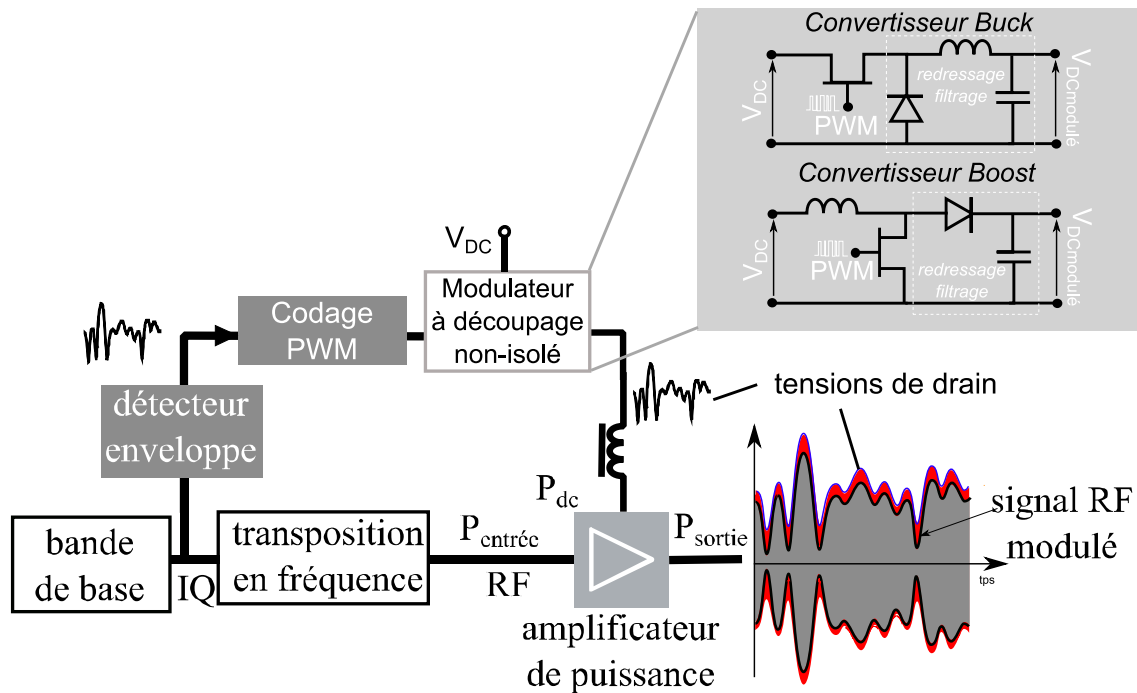 Convertisseur Buck
V_DC
PWM
redressage
filtrage
V_DCmodulé
Convertisseur Boost
V_DC
PWM
redressage
filtrage
V_DCmodulé
V_DC
Codage
PWM
Modulateur
à découpage
non-isolé
détecteur
enveloppe
tensions de drain
P_dc
bande
de base
IQ
transposition
en fréquence
P_entrée
RF
P_sortie
amplificateur
de puissance
signal RF
modulé
tps